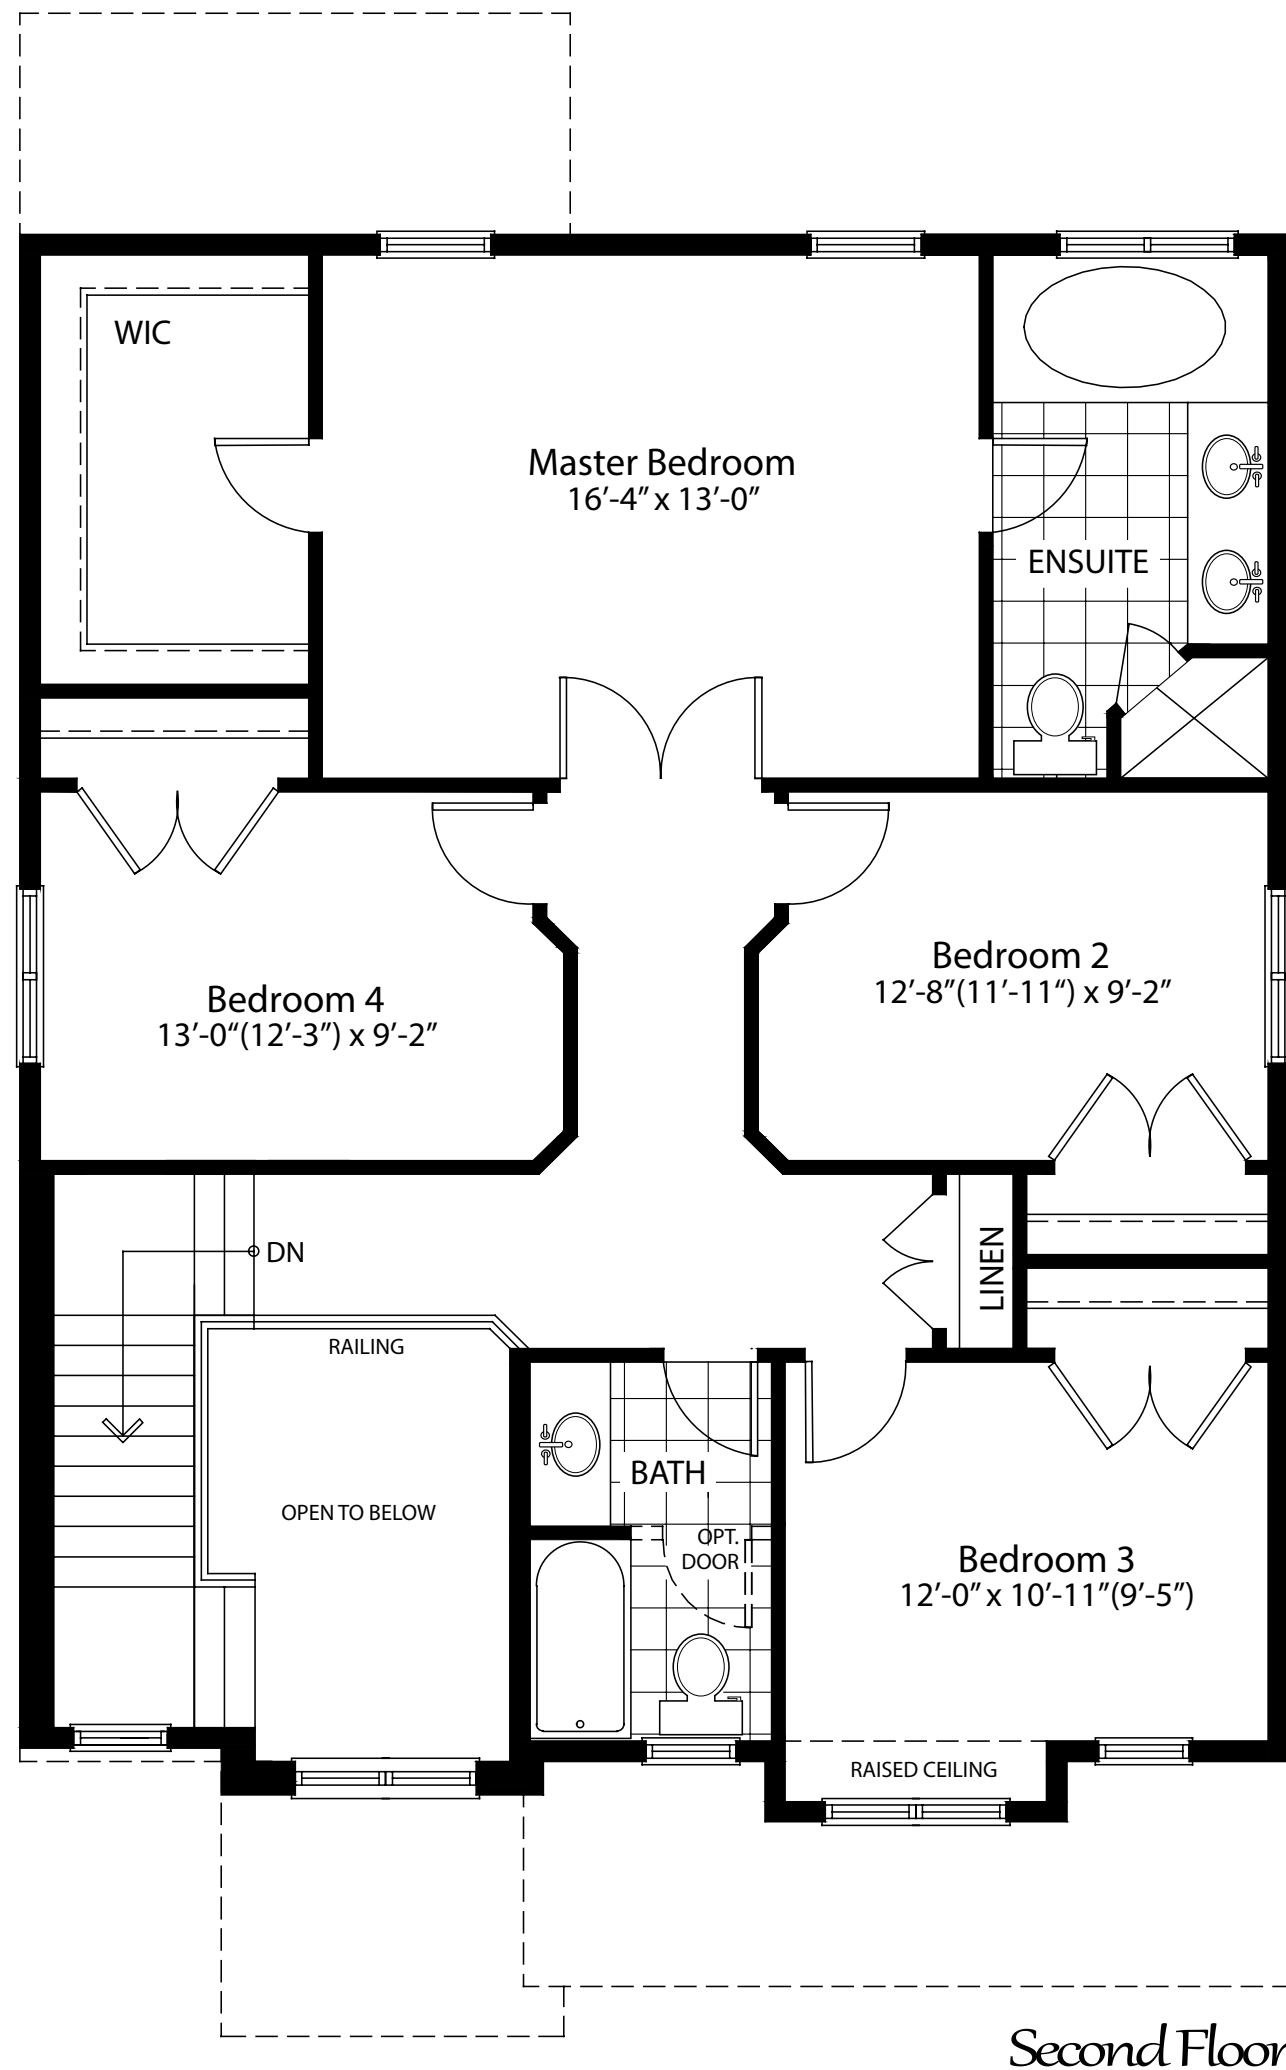 WIC
Master Bedroom
16’-4” x 13’-0”
ENSUITE
Bedroom 2
12’-8”(11’-11“) x 9’-2”
Bedroom 4
13’-0“(12’-3”) x 9’-2”
DN
LINEN
RAILING
BATH
OPEN TO BELOW
OPT.
DOOR
Bedroom 3
12’-0” x 10’-11”(9’-5”)
RAISED CEILING
Second Floor